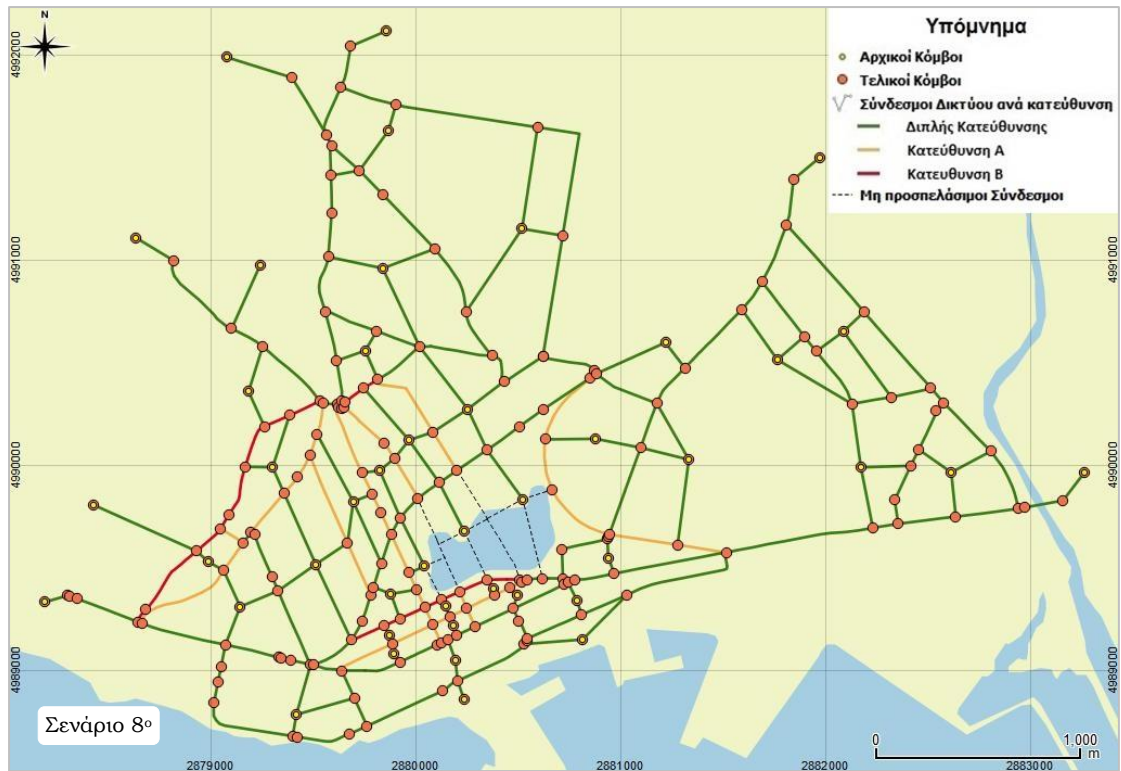 N
Υπόμνημα
Αρχικοί Κόμβοι
Τελικοί Κόμβοι
Σύνδεσμοι Δικτύου ανά κατεύθυνση
Διπλής Κατεύθυνσης
Κατεύθυνση Α
Κατευθυνση Β
Μη προσπελάσιμοι Σύνδεσμοι
4992000
4991000
4990000
4989000
4992000
4991000
4990000
4989000
Σενάριο 8ο
0 1,000
m
2879000 2880000 2881000 2882000 2883000